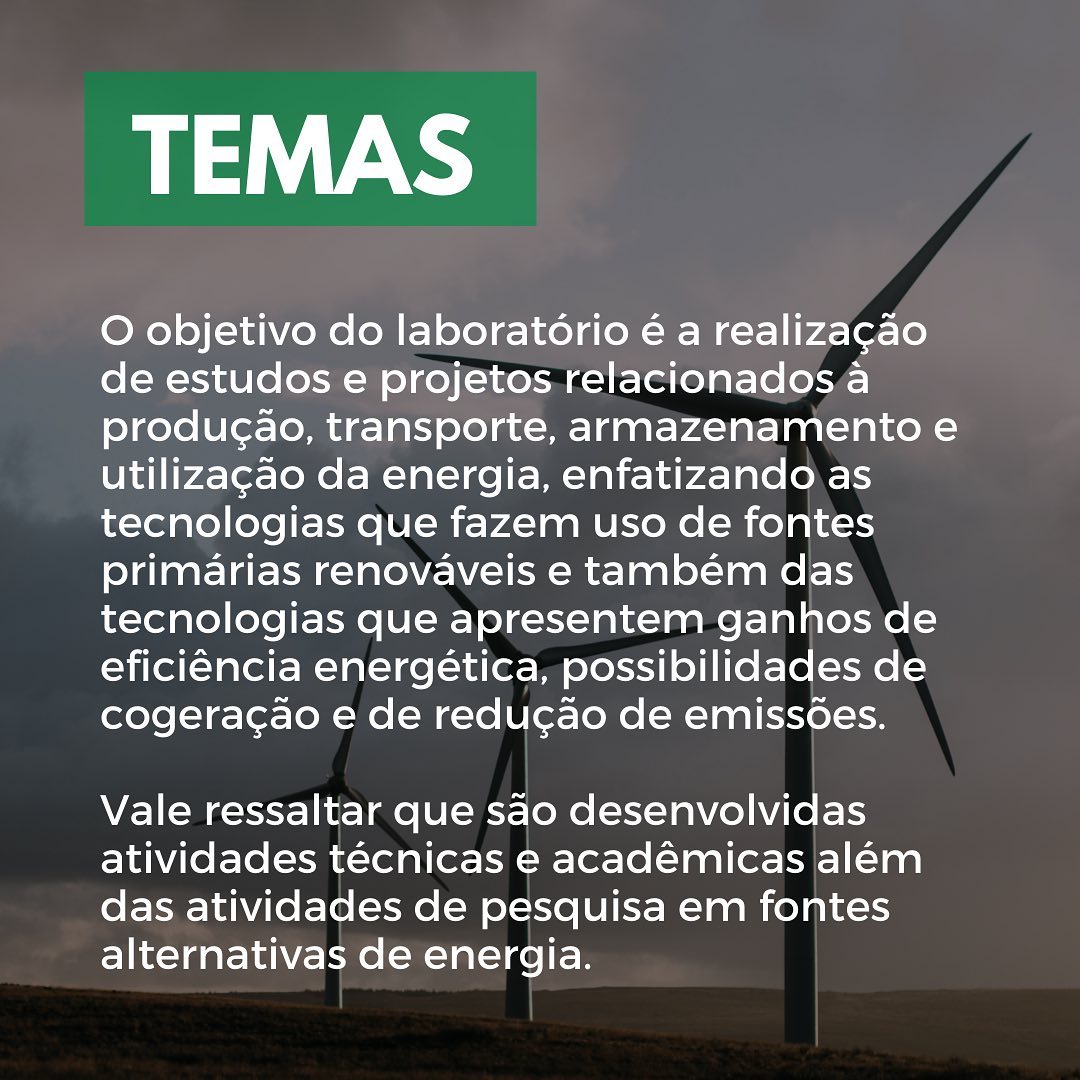 TEMAS
O objetivo do laboratório é a realização
de estudos e projetos relacionados à
produção, transporte, armazenamento e
utilização da energia, enfatizando as
tecnologias que fazem uso de fontes
primárias renováveis e também das
tecnologias que apresentem ganhos de
eficiência energética, possibilidades de
cogeração e de redução de emissões.
Vale ressaltar que são desenvolvidas
atividades técnicas e acadêmicas além
das atividades de pesquisa em fontes
alternativas de energia.